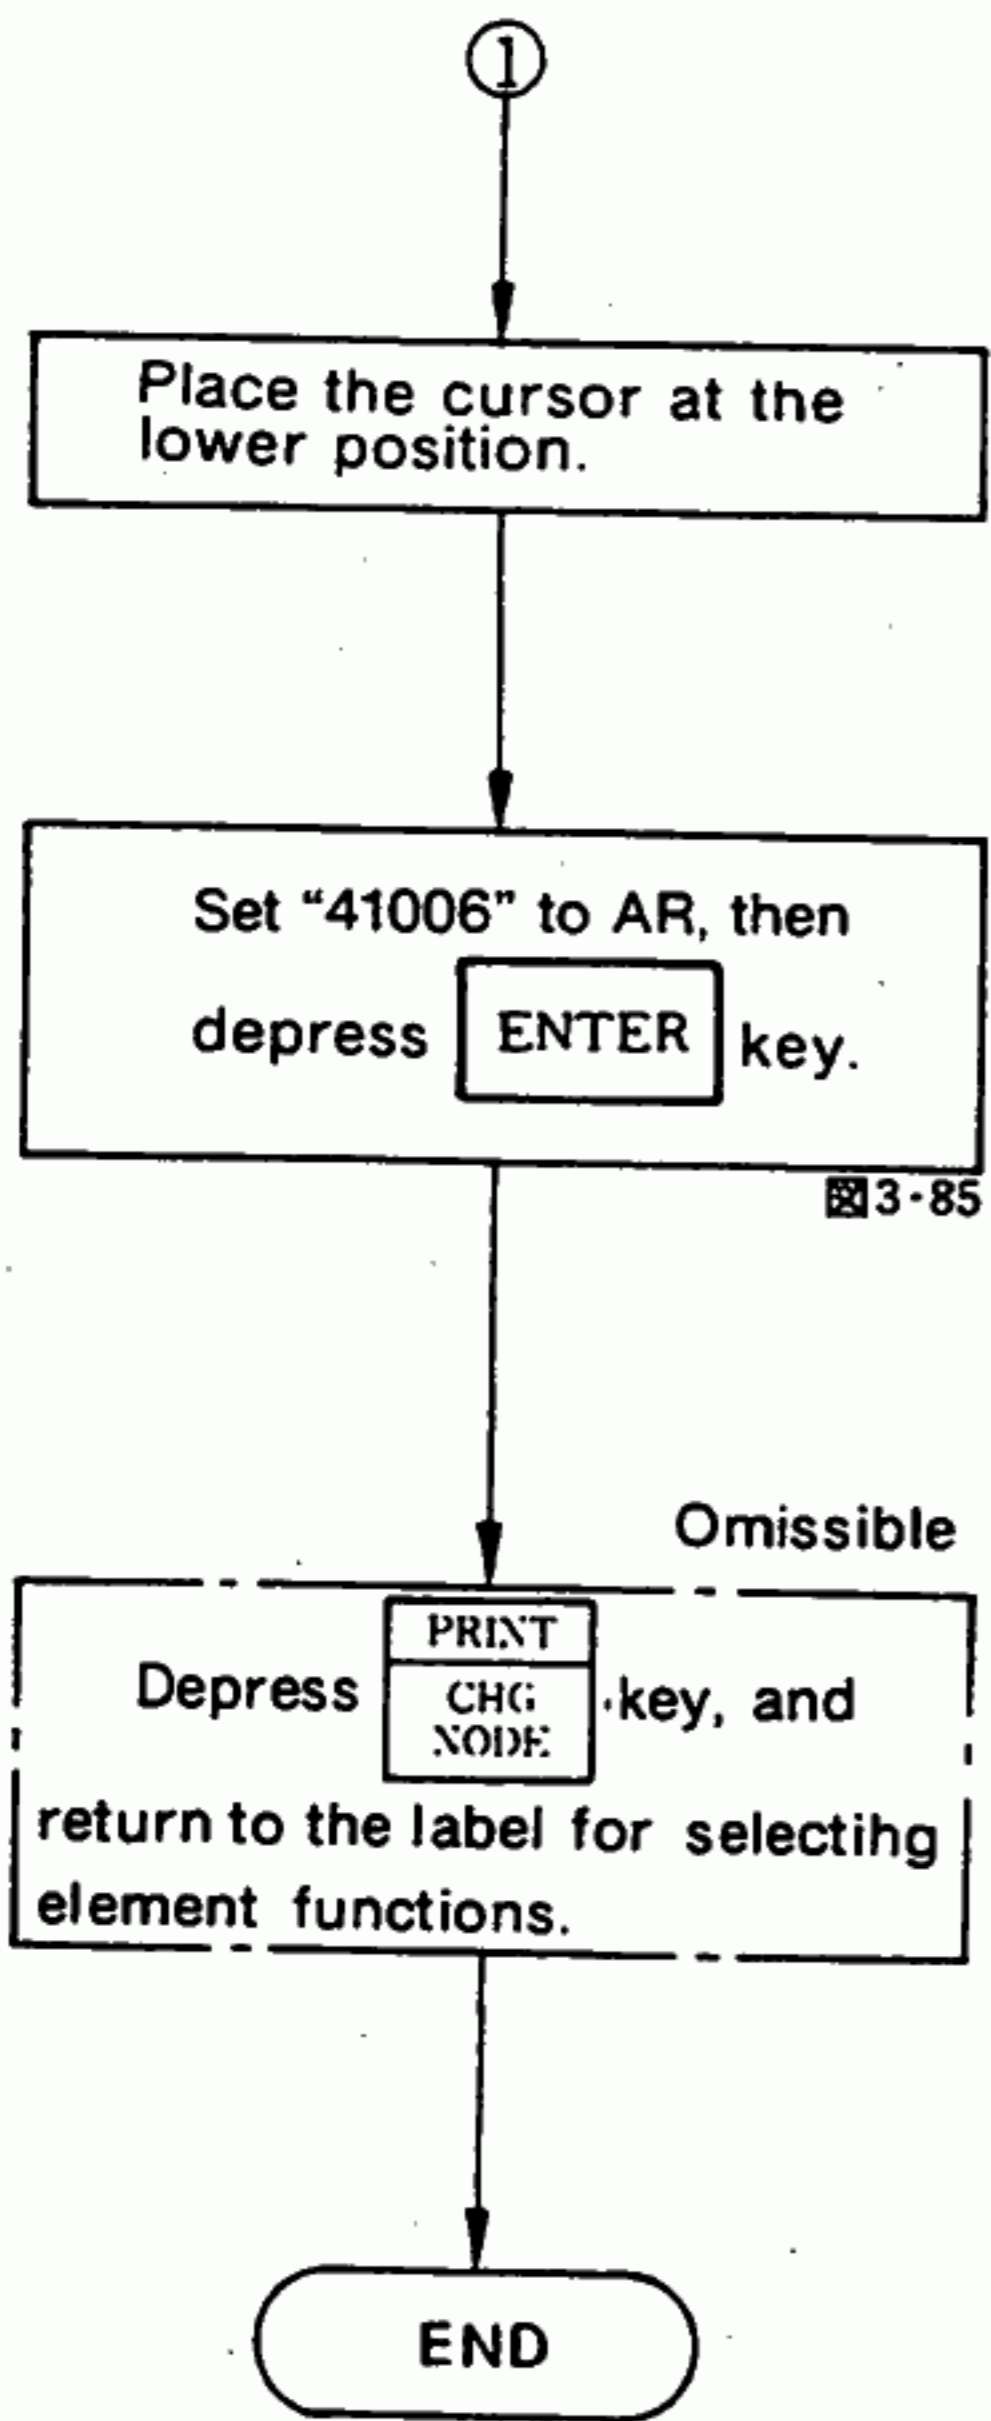 ①
Place the cursor at the
lower position.
Set “41006” to AR, then
depress ENTER key.
図3・85
Omissible
PRINT
Depress CHG key, and
NODE
return to the label for selectihg
element functions.
END